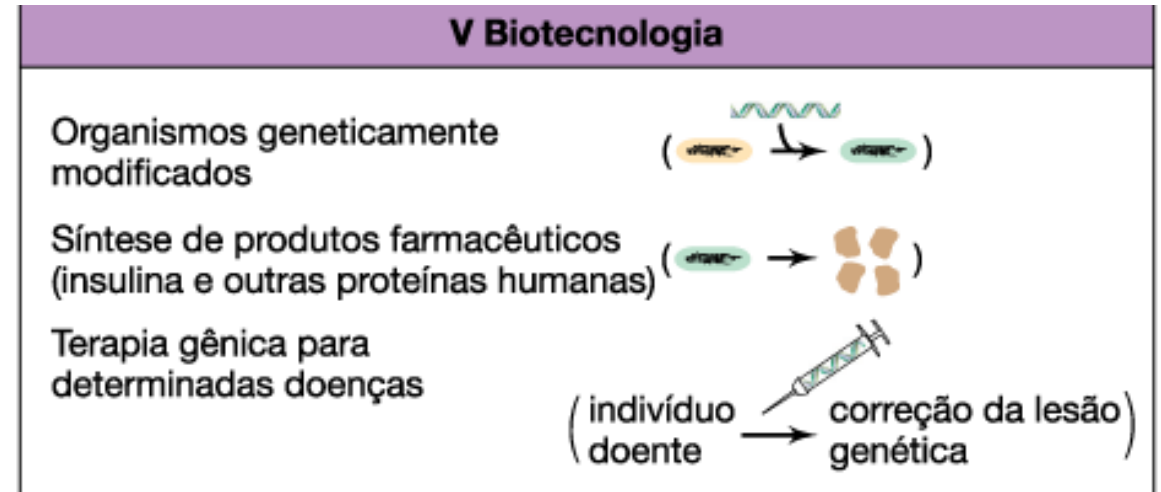 V Biotecnologia
Organismos geneticamente
modificados
Síntese de produtos farmacêuticos
(insulina e outras proteínas humanas)
Terapia gênica para
determinadas doenças
indivíduo
doente
correção da lesão
genética